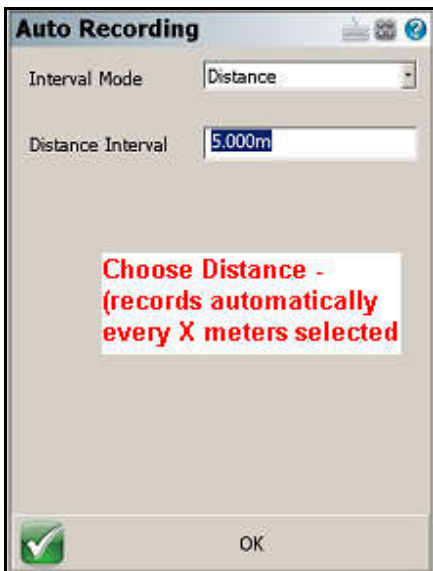 Auto Recording
Interval Mode Distance
Distance Interval 5.000m
Choose Distance -
(records automatically
every X meters selected
OK